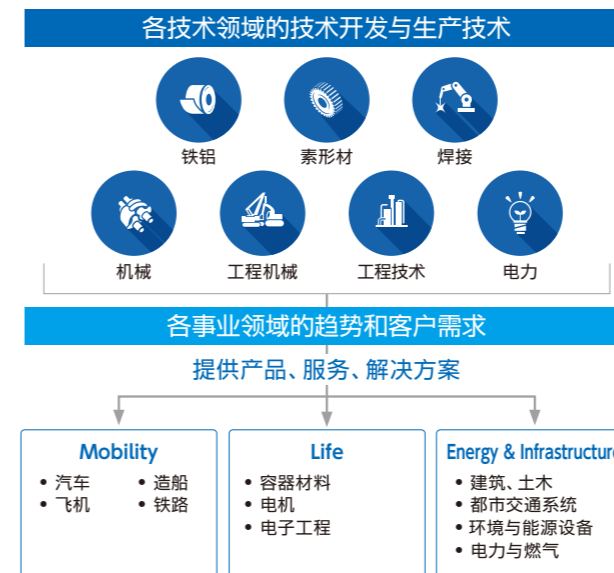 各技术领域的技术开发与生产技术
铁铝 素形材 焊接
机械 工程机械 工程技术 电力
各事业领域的趋势和客户需求
提供产品、服务、解决方案
Mobility
• 汽车 • 造船
• 飞机 • 铁路
Life
• 容器材料
• 电机
• 电子工程
Energy & Infrastructure
• 建筑、土木
• 都市交通系统
• 环境与能源设备
• 电力与燃气